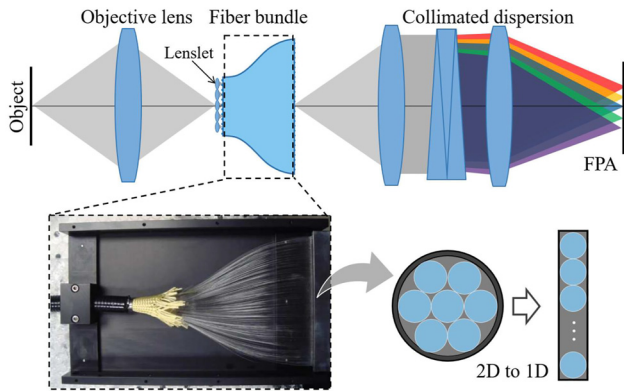 Objective lens
Fiber bundle
Collimated dispersion
Lenslet
Object
FPA
2D to 1D